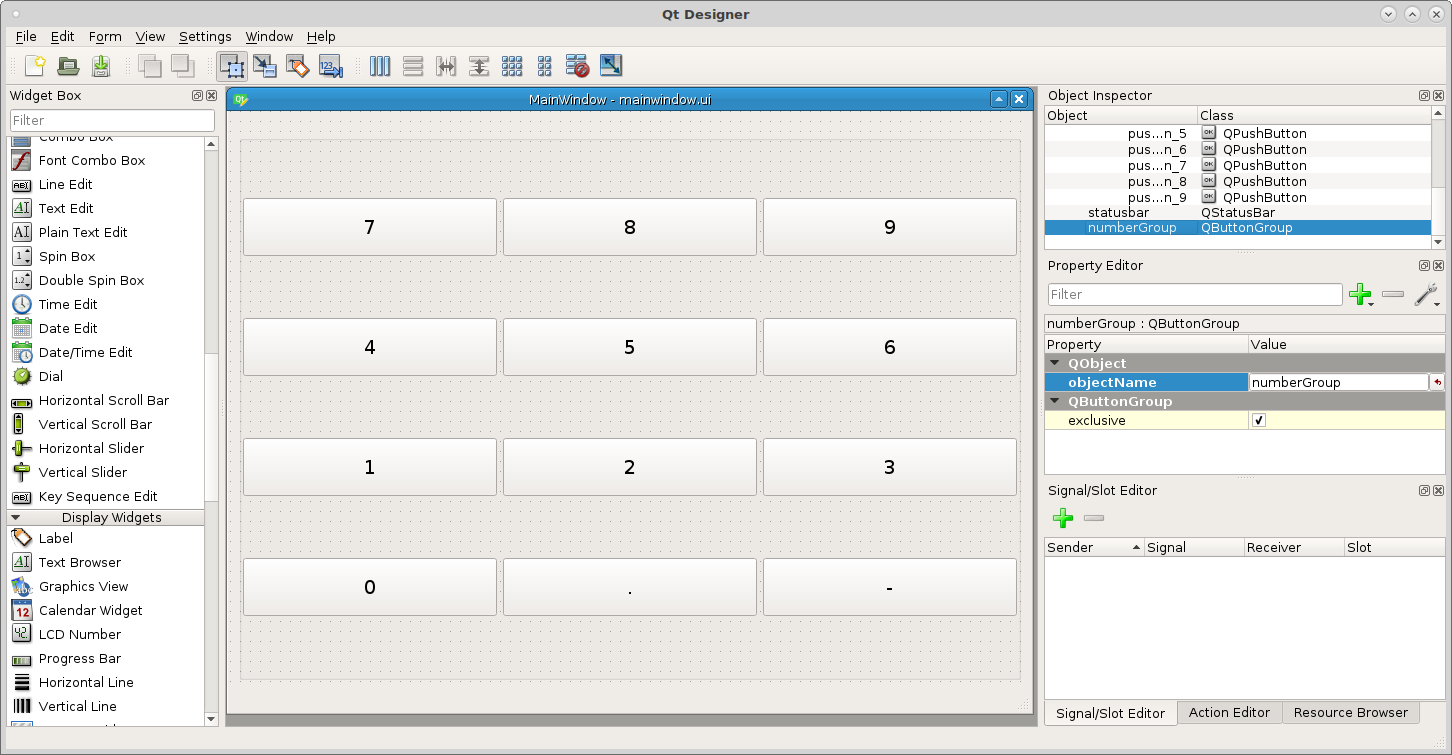 Qt Designer
File Edit Form View Settings Window Help
Widget Box
Filter
Combo Box
Font Combo Box
Line Edit
Text Edit
Plain Text Edit
Spin Box
Double Spin Box
Time Edit
Date Edit
Date/Time Edit
Dial
Horizontal Scroll Bar
Vertical Scroll Bar
Horizontal Slider
Vertical Slider
Key Sequence Edit
Display Widgets
Label
Text Browser
Graphics View
Calendar Widget
LCD Number
Progress Bar
Horizontal Line
Vertical Line
MainWindow - mainwindow.ui
7 8 9
4 5 6
1 2 3
0 . -
Object Inspector
Object Class
pus...n_5 QPushButton
pus...n_6 QPushButton
pus...n_7 QPushButton
pus...n_8 QPushButton
pus...n_9 QPushButton
statusbar QStatusBar
numberGroup QButtonGroup
Property Editor
Filter
numberGroup : QButtonGroup
Property Value
QObject
objectName numberGroup
QButtonGroup
exclusive
Signal/Slot Editor
Sender Signal Receiver Slot
Signal/Slot Editor Action Editor Resource Browser